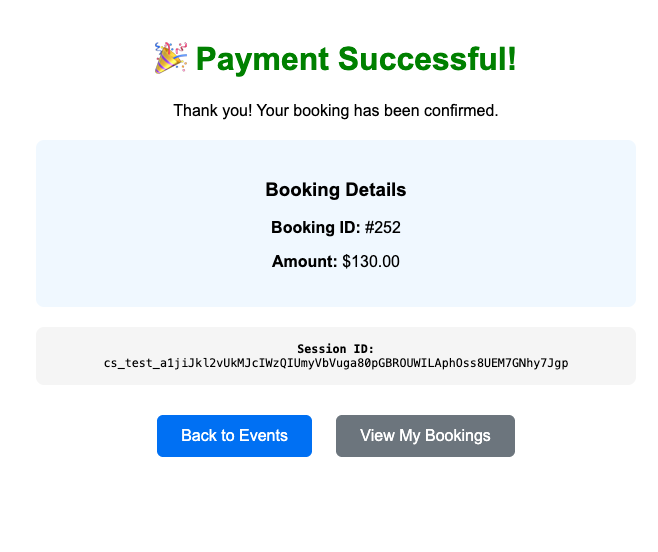 🎉 Payment Successful!
Thank you! Your booking has been confirmed.
Booking Details
Booking ID: #252
Amount: $130.00
Session ID:
cs_test_a1jiJkl2vUkMJcIWzQIUmyVbVuga80pGBROUWILAphOss8UEM7GNhy7Jgp
Back to Events
View My Bookings